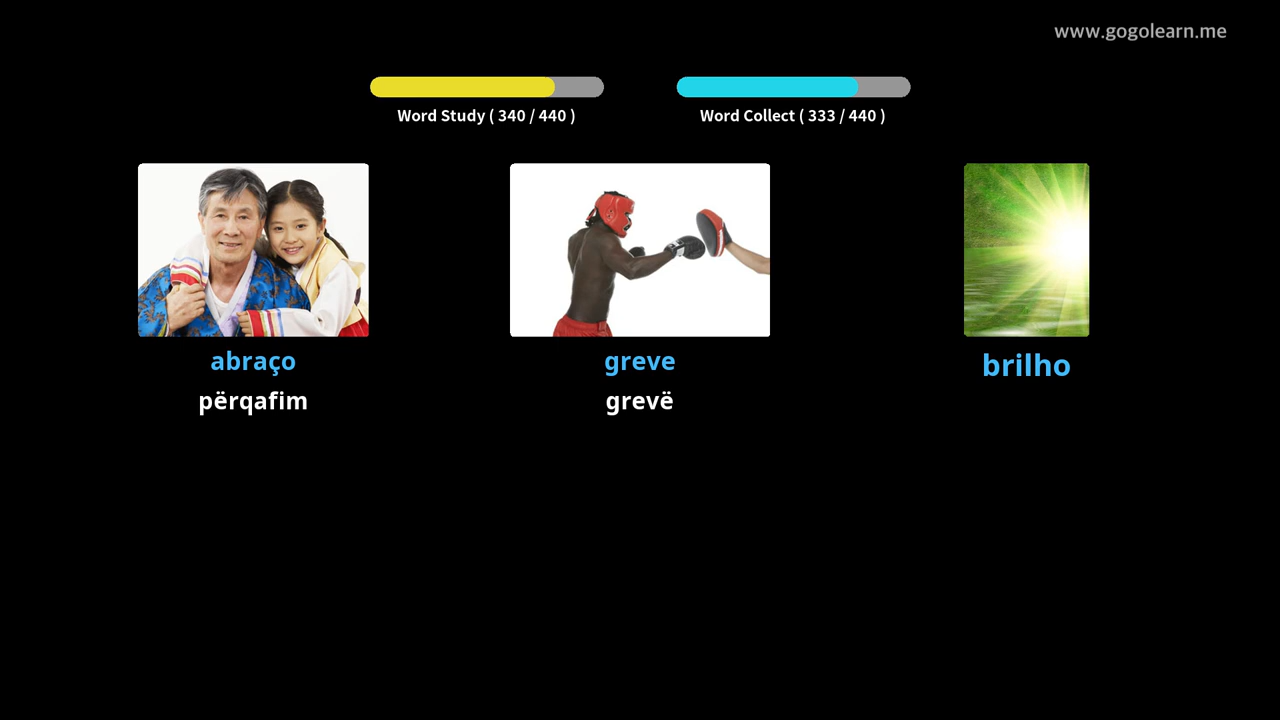 www.gogolearn.me
Word Study ( 340 / 440 )
Word Collect ( 333 / 440 )
abraço
përqafim
greve
grevë
brilho